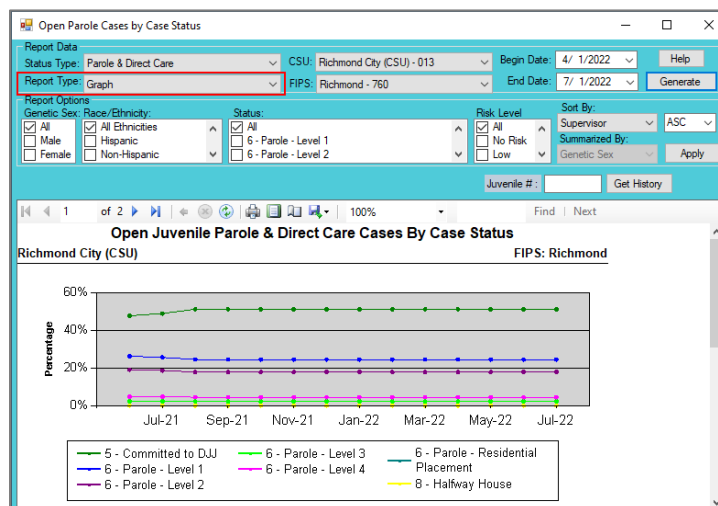 Open Parole Cases by Case Status
Report Data
Status Type: Parole & Direct Care CSU: Richmond City (CSU) - 013 Begin Date: 4/ 1/2022 Help
Report Type: Graph FIPS: Richmond - 760 End Date: 7/ 1/2022 Generate
Report Options
Genetic Sex: Race/Ethnicity: Status: Risk Level Sort By:
All All Ethnicities All All Supervisor ASC
Male Hispanic 6 - Parole - Level 1 No Risk Summarized By:
Female Non-Hispanic 6 - Parole - Level 2 Low Genetic Sex Apply
Juvenile # : Get History
1 of 2 100% Find | Next
Open Juvenile Parole & Direct Care Cases By Case Status
Richmond City (CSU) FIPS: Richmond
60%
40%
20%
0%
Percentage
Jul-21 Sep-21 Nov-21 Jan-22 Mar-22 May-22 Jul-22
5 - Committed to DJJ 6 - Parole - Level 3 6 - Parole - Residential
6 - Parole - Level 1 6 - Parole - Level 4 Placement
6 - Parole - Level 2 8 - Halfway House